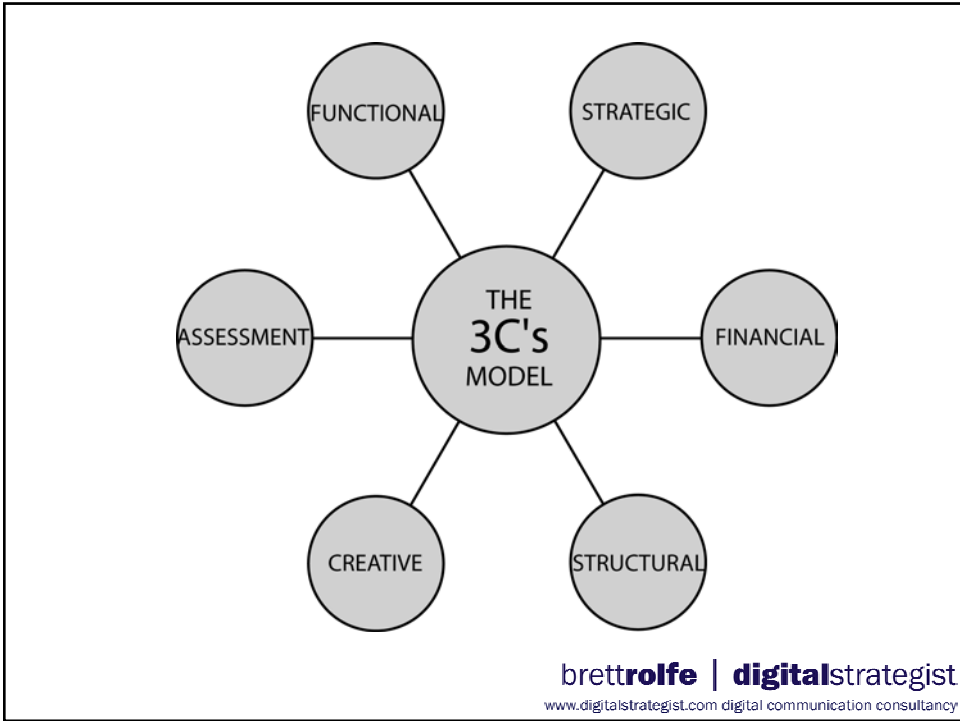 FUNCTIONAL
STRATEGIC
ASSESSMENT
THE
3C's
MODEL
FINANCIAL
CREATIVE
STRUCTURAL
brettrolfe | digitalstrategist
www.digitalstrategist.com digital communication consultancy